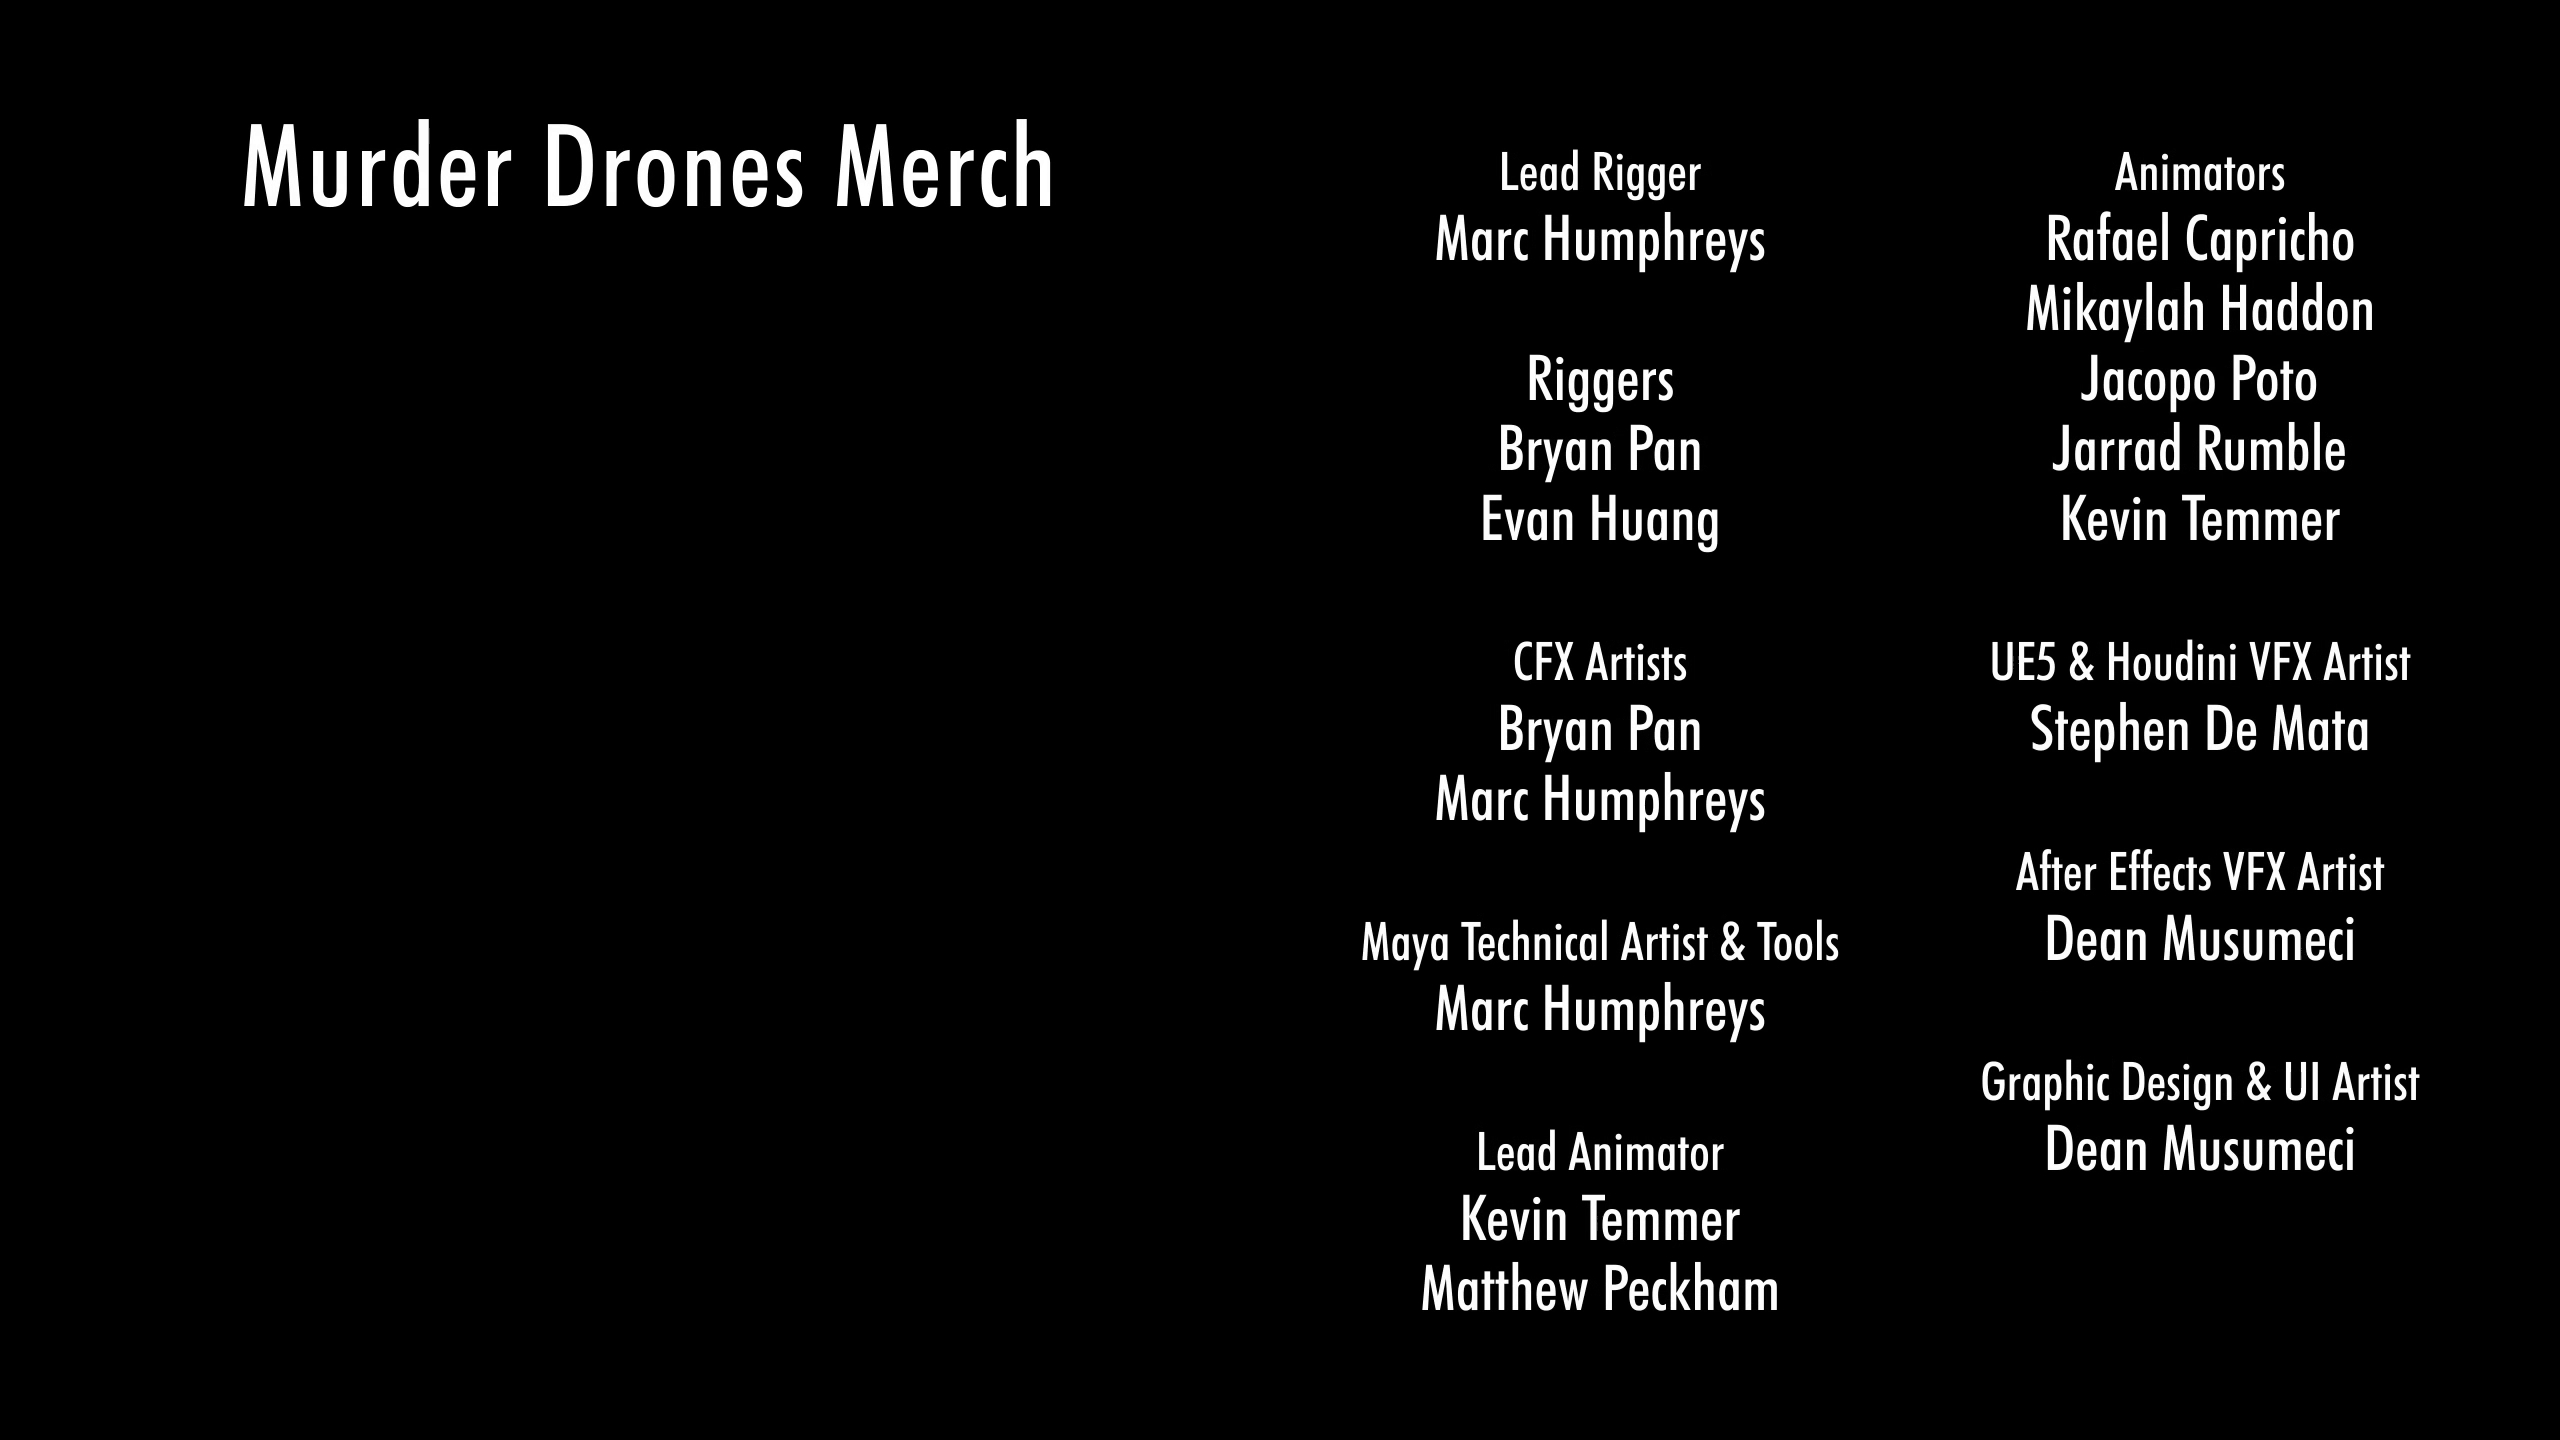 Murder Drones Merch
Lead Rigger
Marc Humphreys
Riggers
Bryan Pan
Evan Huang
CFX Artists
Bryan Pan
Marc Humphreys
Maya Technical Artist & Tools
Marc Humphreys
Lead Animator
Kevin Temmer
Matthew Peckham
Animators
Rafael Capricho
Mikaylah Haddon
Jacopo Poto
Jarrad Rumble
Kevin Temmer
UE5 & Houdini VFX Artist
Stephen De Mata
After Effects VFX Artist
Dean Musumeci
Graphic Design & UI Artist
Dean Musumeci